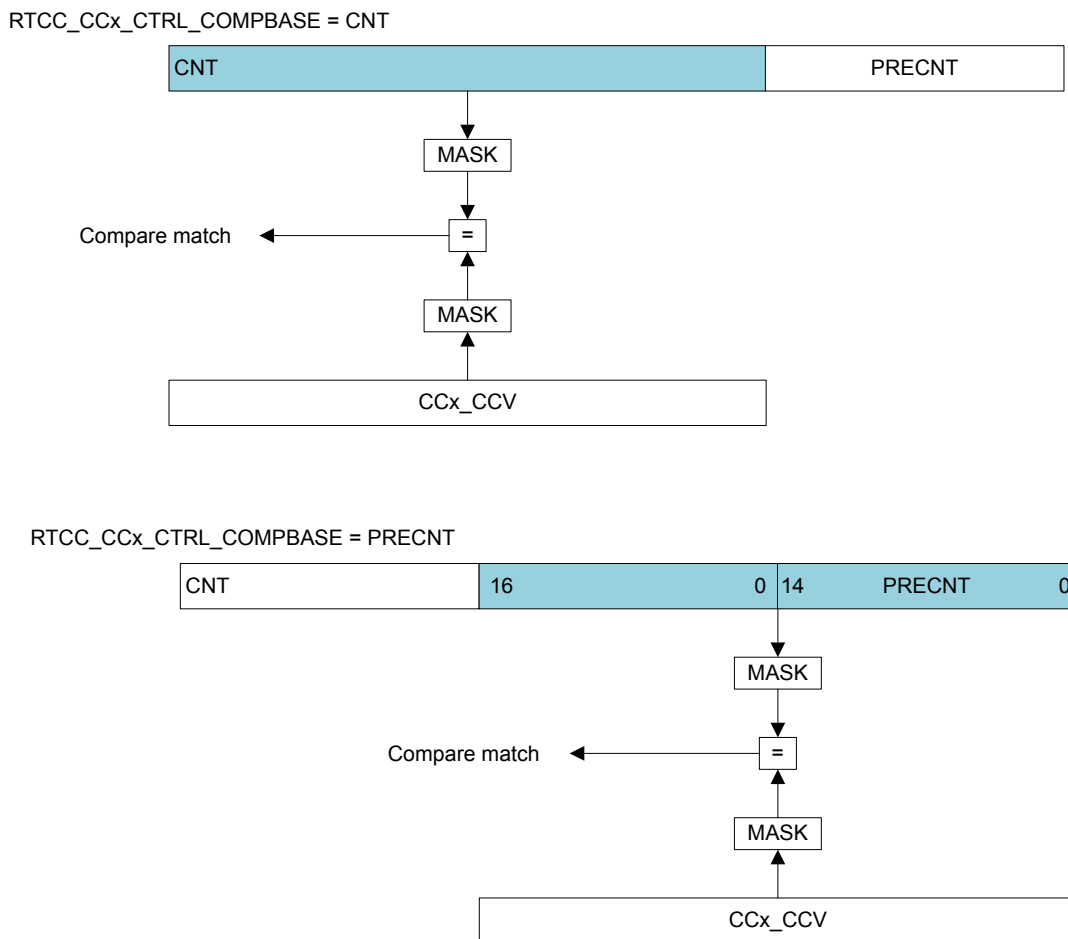 RTCC_CCx_CTRL_COMPBASE = CNT
CNT PRECNT
MASK
Compare match =
MASK
CCx_CCV
RTCC_CCx_CTRL_COMPBASE = PRECNT
CNT 16 0 14 PRECNT 0
MASK
Compare match =
MASK
CCx_CCV